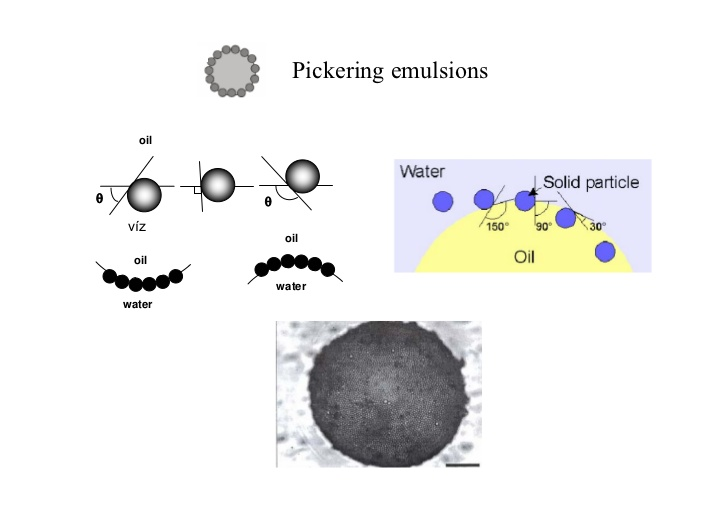 Pickering emulsions
oil
θ
θ
víz
oil
water
oil
water
Water
Solid particle
150°
90°
30°
Oil